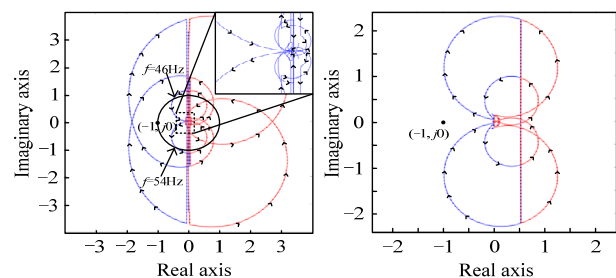 4
3
2
1
0
−1
−2
−3
Imaginary axis
f=46Hz
(−1, j0)
f=54Hz
−3 −2 −1 0 1 2 3
Real axis
2
1
0
−1
−2
Imaginary axis
(−1, j0)
−2 −1 0 1 2
Real axis